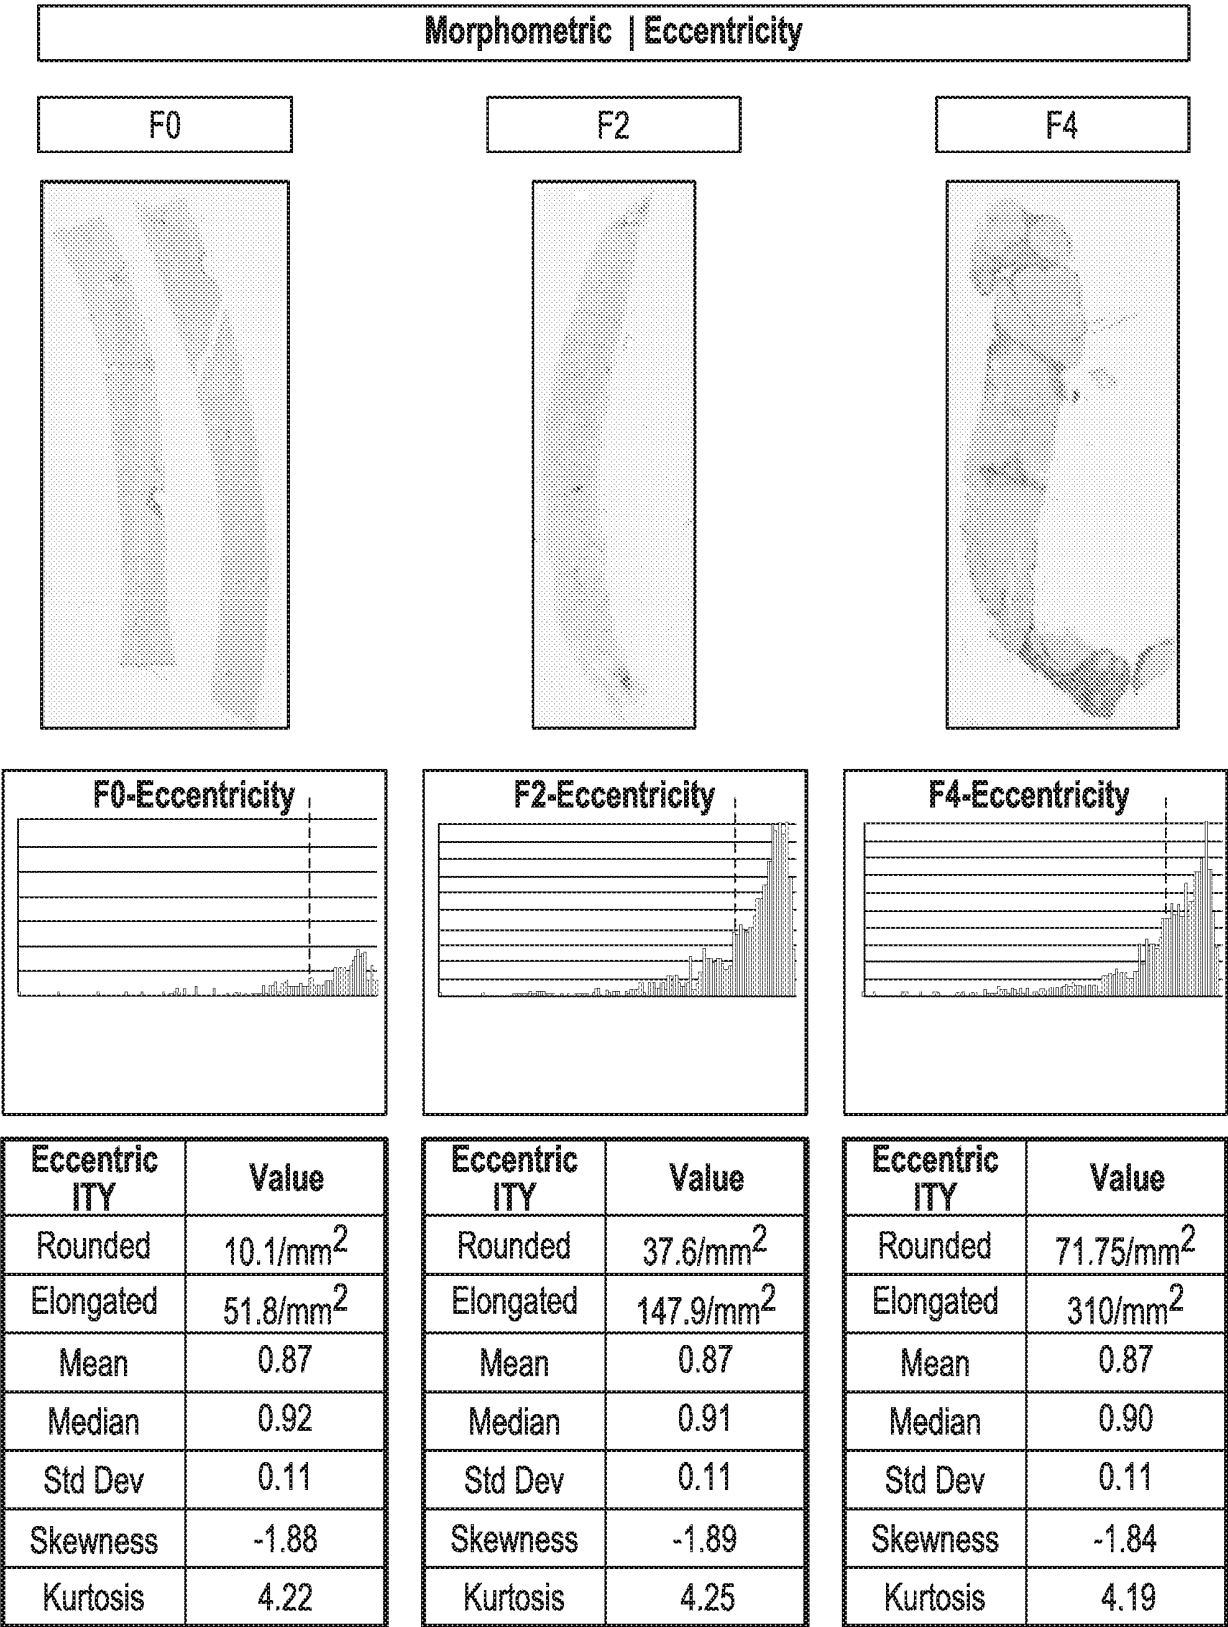 Morphometric | Eccentricity
F0
F2
F4
F0-Eccentricity
F2-Eccentricity
F4-Eccentricity
Eccentric
ITY
Value
Rounded
10.1/mm2
Elongated
51.8/mm2
Mean
0.87
Median
0.92
Std Dev
0.11
Skewness
-1.88
Kurtosis
4.22
Eccentric
ITY
Value
Rounded
37.6/mm2
Elongated
147.9/mm2
Mean
0.87
Median
0.91
Std Dev
0.11
Skewness
-1.89
Kurtosis
4.25
Eccentric
ITY
Value
Rounded
71.75/mm2
Elongated
310/mm2
Mean
0.87
Median
0.90
Std Dev
0.11
Skewness
-1.84
Kurtosis
4.19